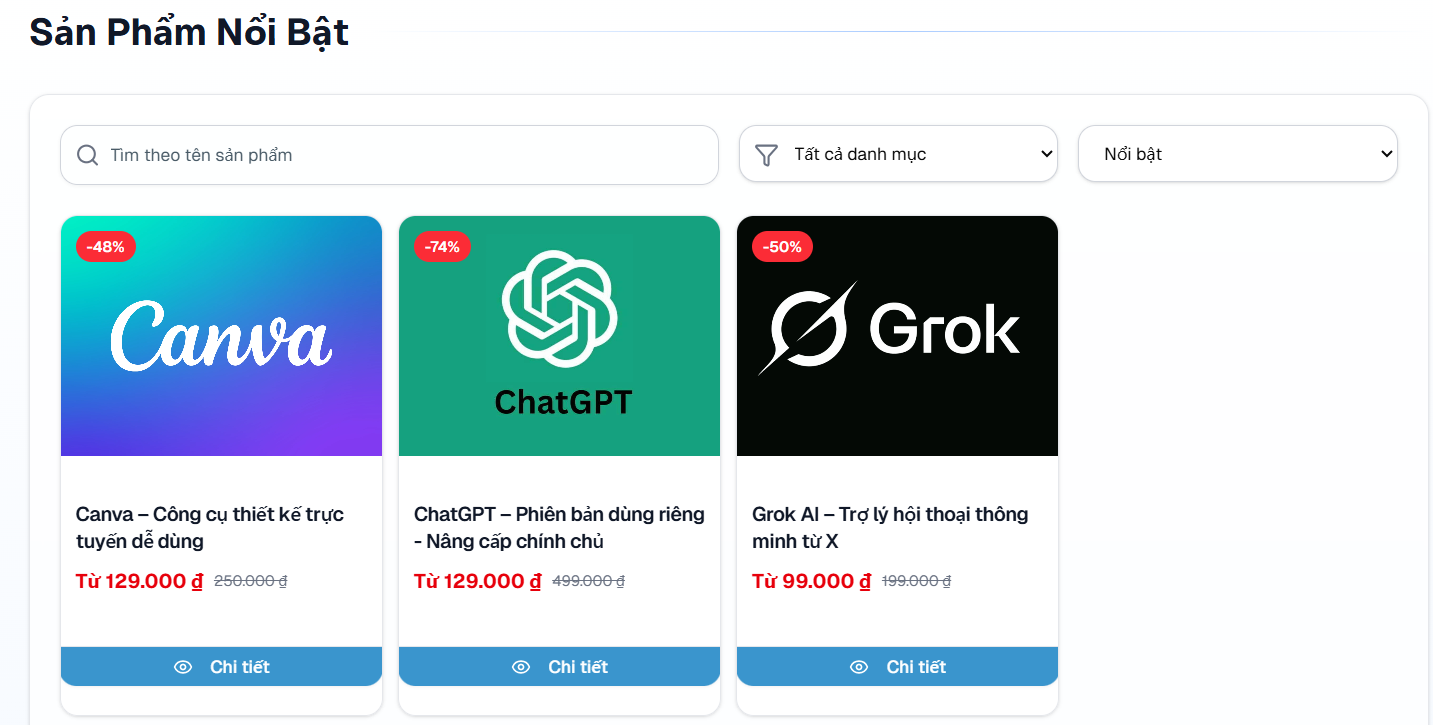 Sản Phẩm Nổi Bật
Tìm theo tên sản phẩm
Tất cả danh mục
Nổi bật
-48%
Canva
Canva – Công cụ thiết kế trực
tuyến dễ dùng
Từ 129.000 ₫ 250.000 ₫
Chi tiết
-74%
ChatGPT
ChatGPT – Phiên bản dùng riêng
- Nâng cấp chính chủ
Từ 129.000 ₫ 499.000 ₫
Chi tiết
-50%
Grok
Grok AI – Trợ lý hội thoại thông
minh từ X
Từ 99.000 ₫ 199.000 ₫
Chi tiết